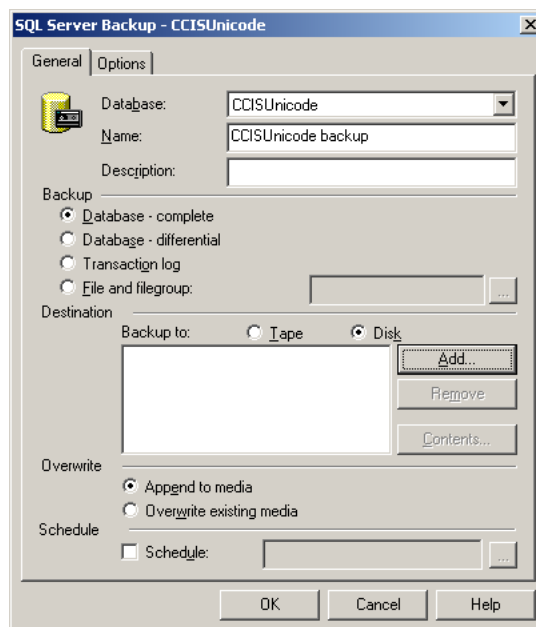 SQL Server Backup - CCISUnicode
General
Options
Database:
CCISUnicode
Name:
CCISUnicode backup
Description:
Backup
Database - complete
Database - differential
Transaction log
File and filegroup:
...
Destination
Backup to:
Tape
Disk
Add...
Remove
Contents...
Overwrite
Append to media
Overwrite existing media
Schedule
Schedule:
...
OK
Cancel
Help